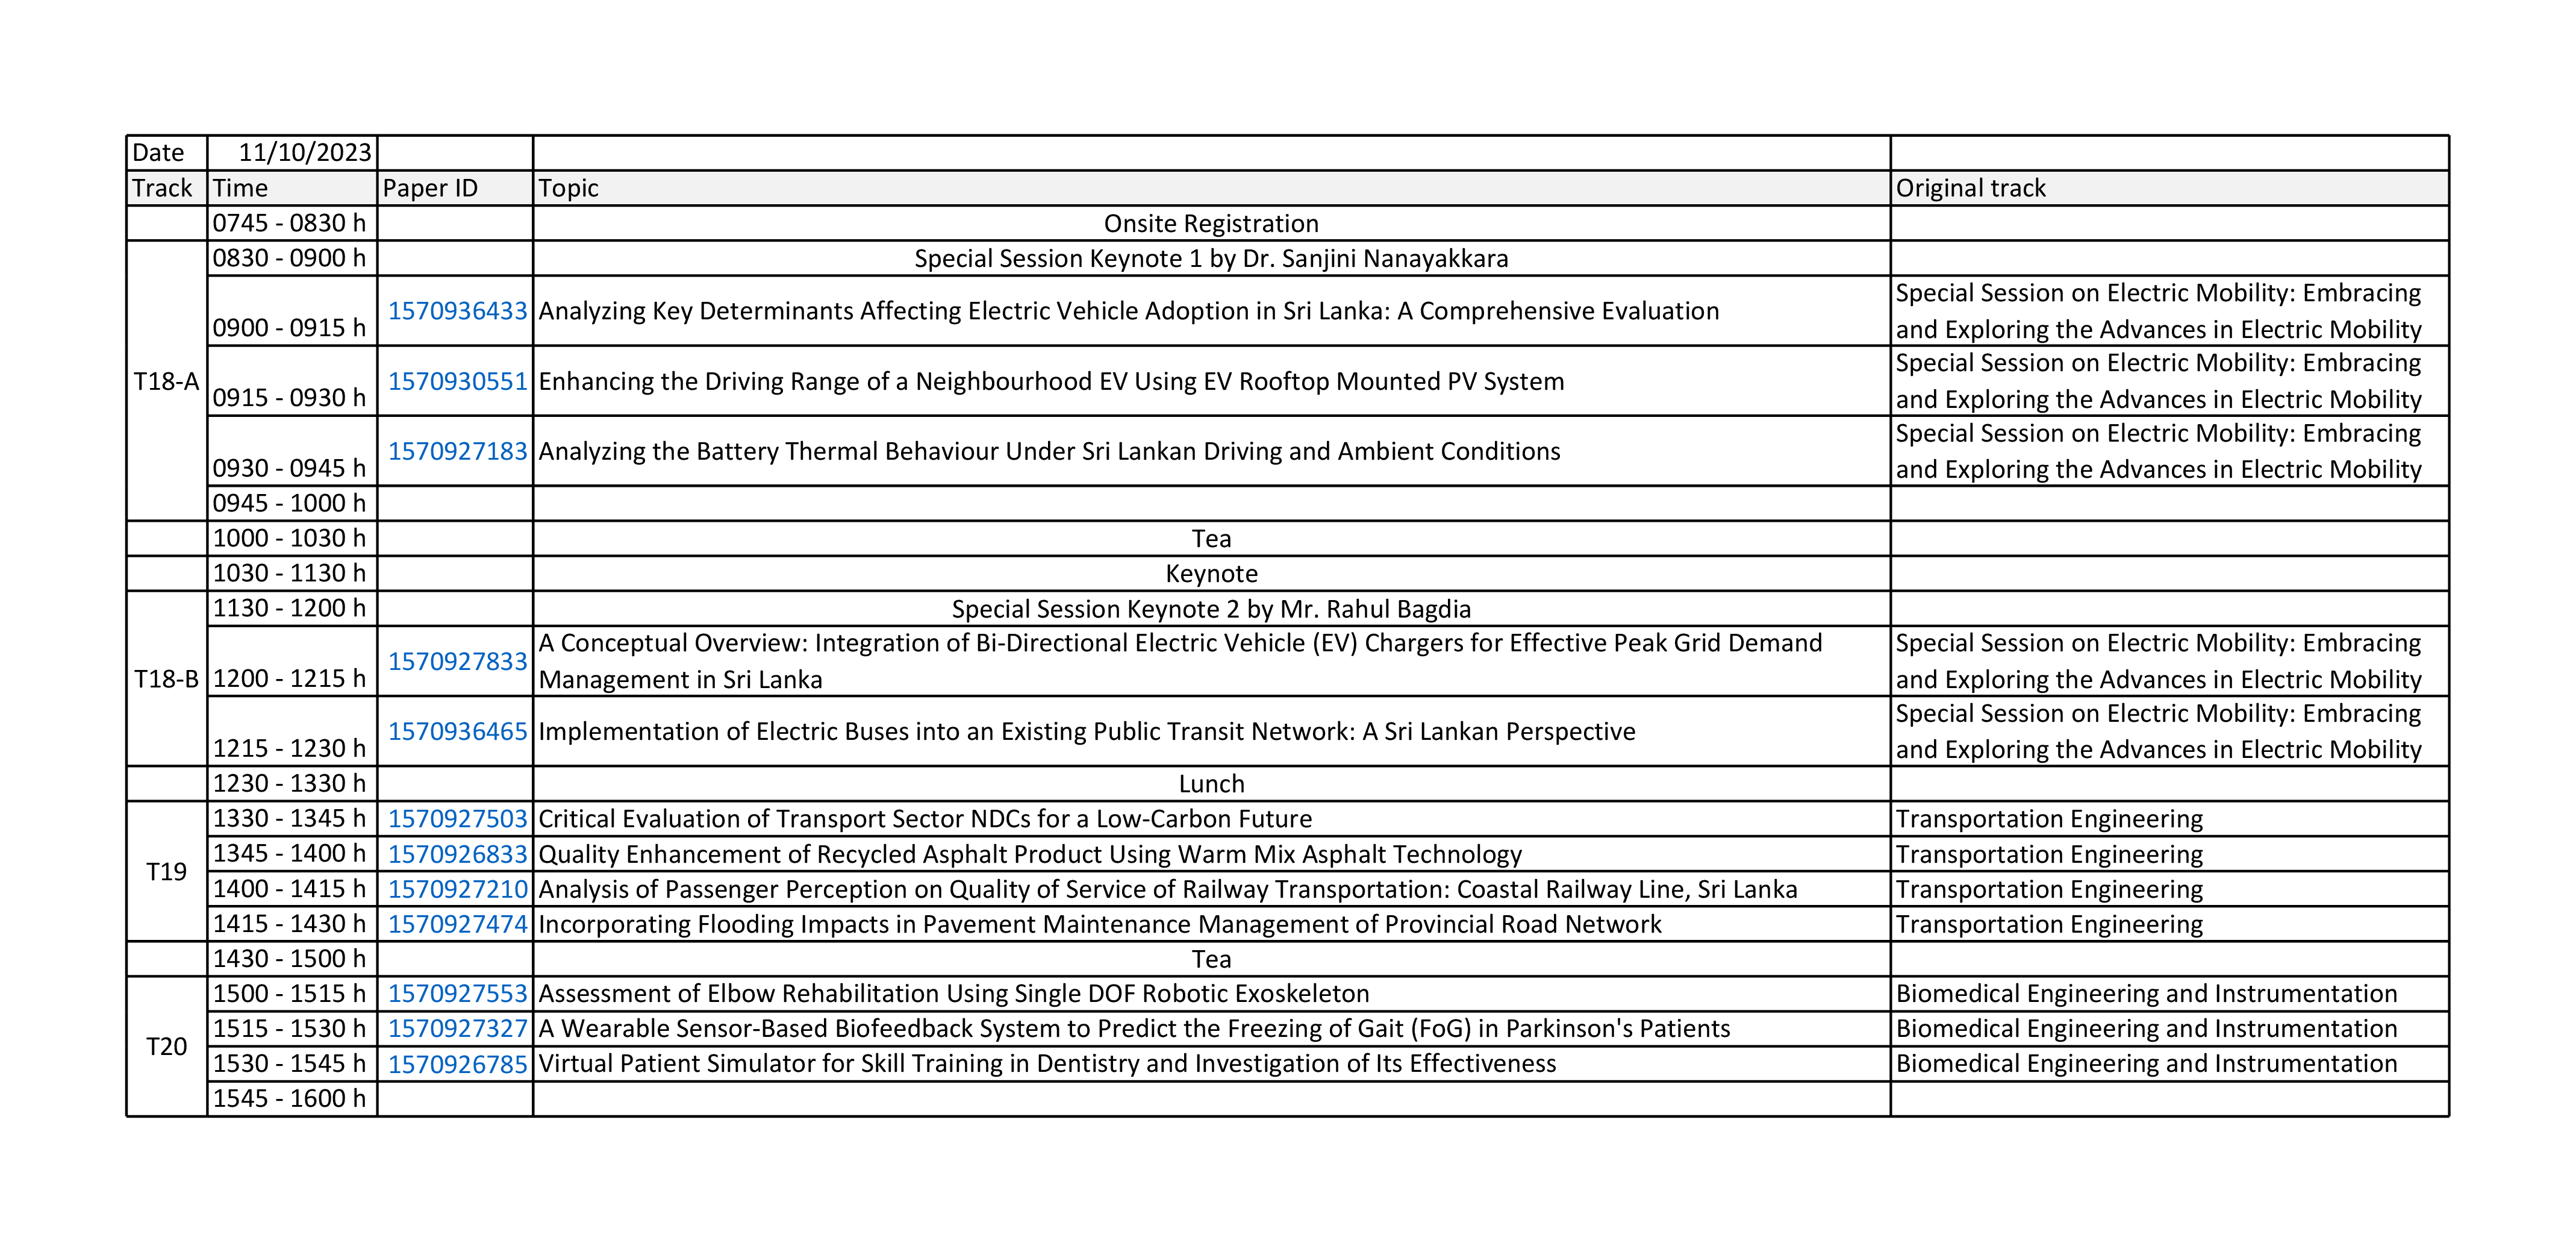 Date 11/10/2023
Track Time Paper ID Topic Original track
0745 - 0830 h Onsite Registration
0830 - 0900 h Special Session Keynote 1 by Dr. Sanjini Nanayakkara
T18-A
0900 - 0915 h 1570936433 Analyzing Key Determinants Affecting Electric Vehicle Adoption in Sri Lanka: A Comprehensive Evaluation Special Session on Electric Mobility: Embracing
and Exploring the Advances in Electric Mobility
0915 - 0930 h 1570930551 Enhancing the Driving Range of a Neighbourhood EV Using EV Rooftop Mounted PV System Special Session on Electric Mobility: Embracing
and Exploring the Advances in Electric Mobility
0930 - 0945 h 1570927183 Analyzing the Battery Thermal Behaviour Under Sri Lankan Driving and Ambient Conditions Special Session on Electric Mobility: Embracing
and Exploring the Advances in Electric Mobility
0945 - 1000 h
1000 - 1030 h Tea
1030 - 1130 h Keynote
1130 - 1200 h Special Session Keynote 2 by Mr. Rahul Bagdia
T18-B
1200 - 1215 h 1570927833 A Conceptual Overview: Integration of Bi-Directional Electric Vehicle (EV) Chargers for Effective Peak Grid Demand
Management in Sri Lanka Special Session on Electric Mobility: Embracing
and Exploring the Advances in Electric Mobility
1215 - 1230 h 1570936465 Implementation of Electric Buses into an Existing Public Transit Network: A Sri Lankan Perspective Special Session on Electric Mobility: Embracing
and Exploring the Advances in Electric Mobility
1230 - 1330 h Lunch
T19
1330 - 1345 h 1570927503 Critical Evaluation of Transport Sector NDCs for a Low-Carbon Future Transportation Engineering
1345 - 1400 h 1570926833 Quality Enhancement of Recycled Asphalt Product Using Warm Mix Asphalt Technology Transportation Engineering
1400 - 1415 h 1570927210 Analysis of Passenger Perception on Quality of Service of Railway Transportation: Coastal Railway Line, Sri Lanka Transportation Engineering
1415 - 1430 h 1570927474 Incorporating Flooding Impacts in Pavement Maintenance Management of Provincial Road Network Transportation Engineering
1430 - 1500 h Tea
T20
1500 - 1515 h 1570927553 Assessment of Elbow Rehabilitation Using Single DOF Robotic Exoskeleton Biomedical Engineering and Instrumentation
1515 - 1530 h 1570927327 A Wearable Sensor-Based Biofeedback System to Predict the Freezing of Gait (FoG) in Parkinson's Patients Biomedical Engineering and Instrumentation
1530 - 1545 h 1570926785 Virtual Patient Simulator for Skill Training in Dentistry and Investigation of Its Effectiveness Biomedical Engineering and Instrumentation
1545 - 1600 h